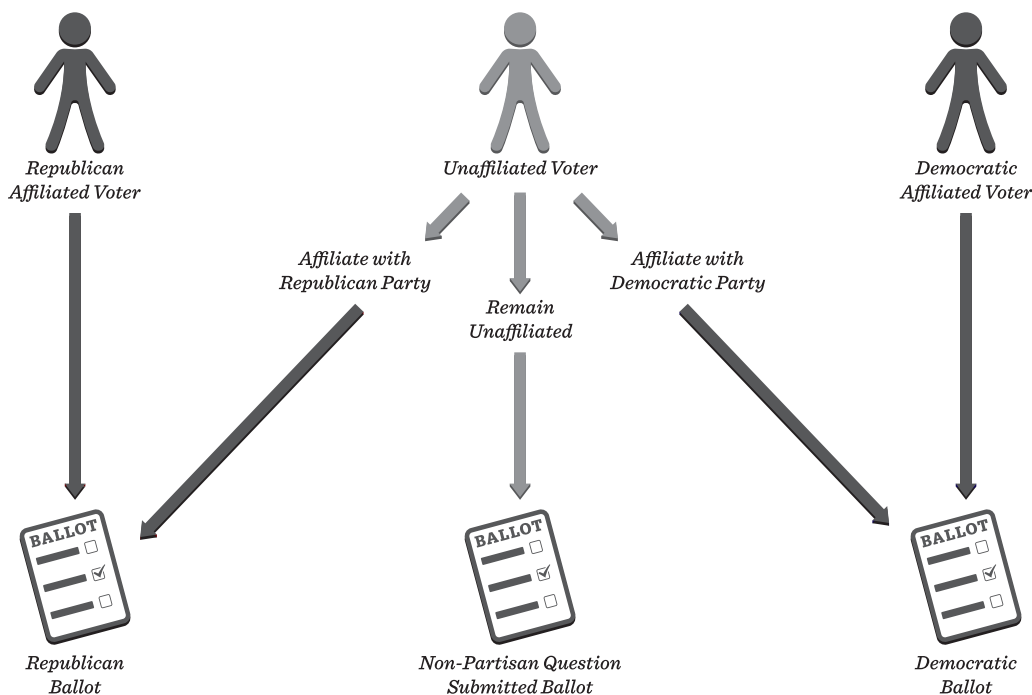 Republican
Affiliated Voter
Unaffiliated Voter
Democratic
Affiliated Voter
Affiliate with
Republican Party
Remain
Unaffiliated
Affiliate with
Democratic Party
BALLOT
BALLOT
BALLOT
Republican
Ballot
Non-Partisan Question
Submitted Ballot
Democratic
Ballot